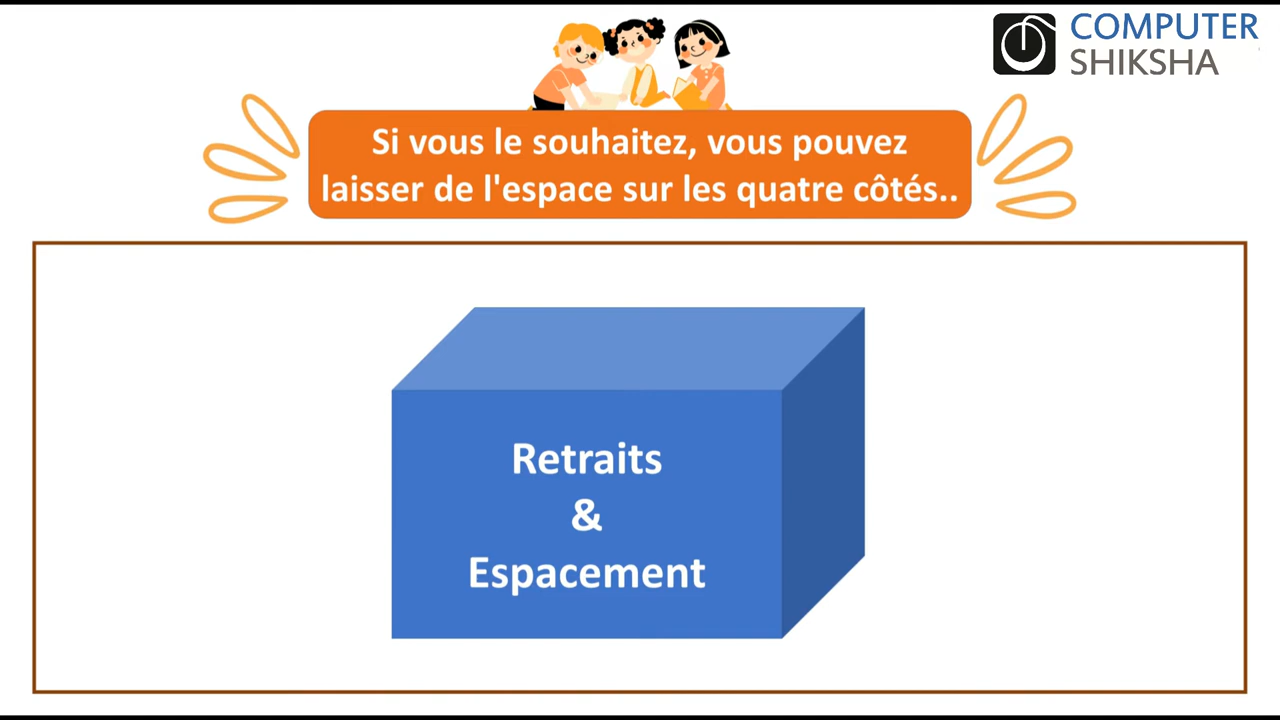 COMPUTER
SHIKSHA
Si vous le souhaitez, vous pouvez
laisser de l'espace sur les quatre côtés..
Retraits
&
Espacement